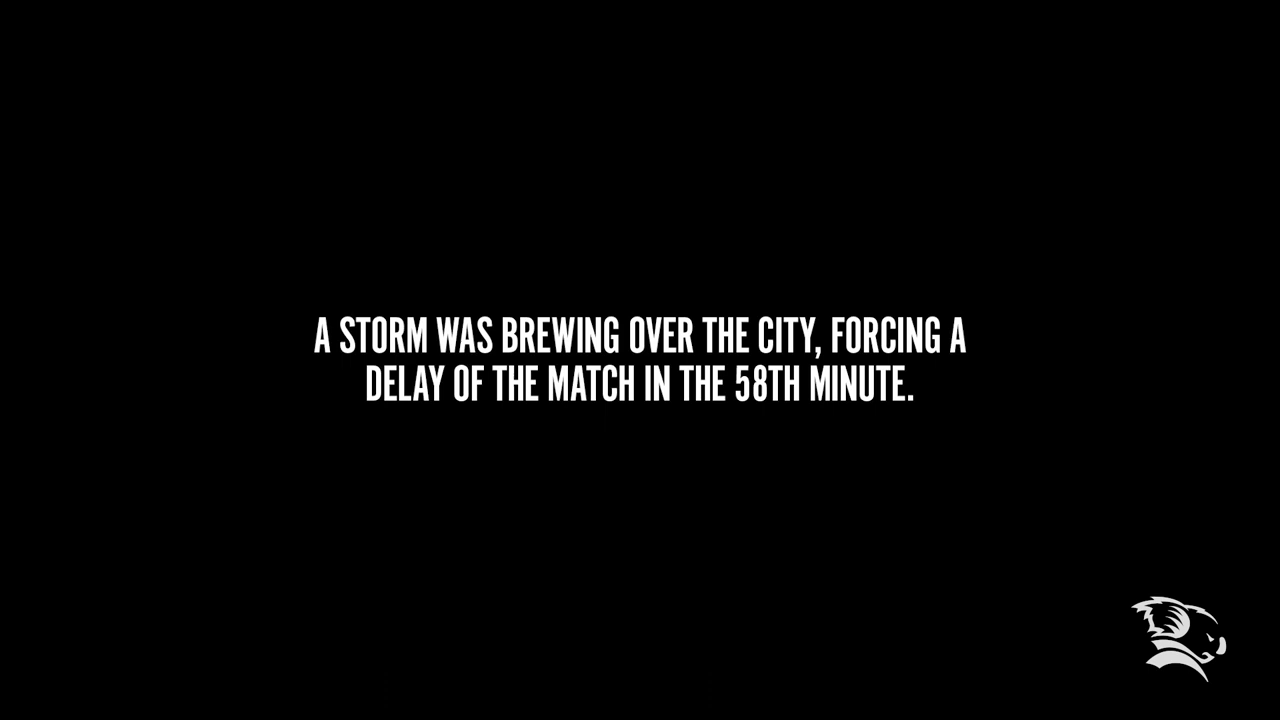 A STORM WAS BREWING OVER THE CITY, FORCING A
DELAY OF THE MATCH IN THE 58TH MINUTE.